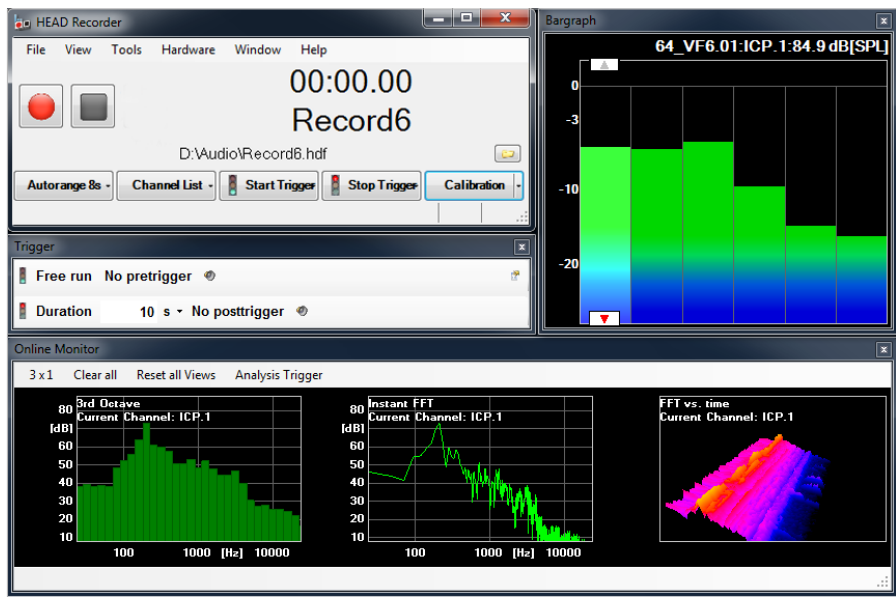 HEAD Recorder
File View Tools Hardware Window Help
00:00.00
Record6
D:\Audio\Record6.hdf
Autorange 8s Channel List Start Trigger Stop Trigger Calibration
Trigger
Free run No pretrigger
Duration 10 s No posttrigger
Bargraph
64_VF6.01:ICP.1:84.9 dB[SPL]
0
-3
-10
-20
Online Monitor
3 x 1 Clear all Reset all Views Analysis Trigger
3rd Octave
Current Channel: ICP.1
80
[dB]
60
50
40
30
20
10
100 1000 [Hz] 10000
Instant FFT
Current Channel: ICP.1
80
[dB]
60
50
40
30
20
10
100 1000 [Hz] 10000
FFT vs. time
Current Channel: ICP.1